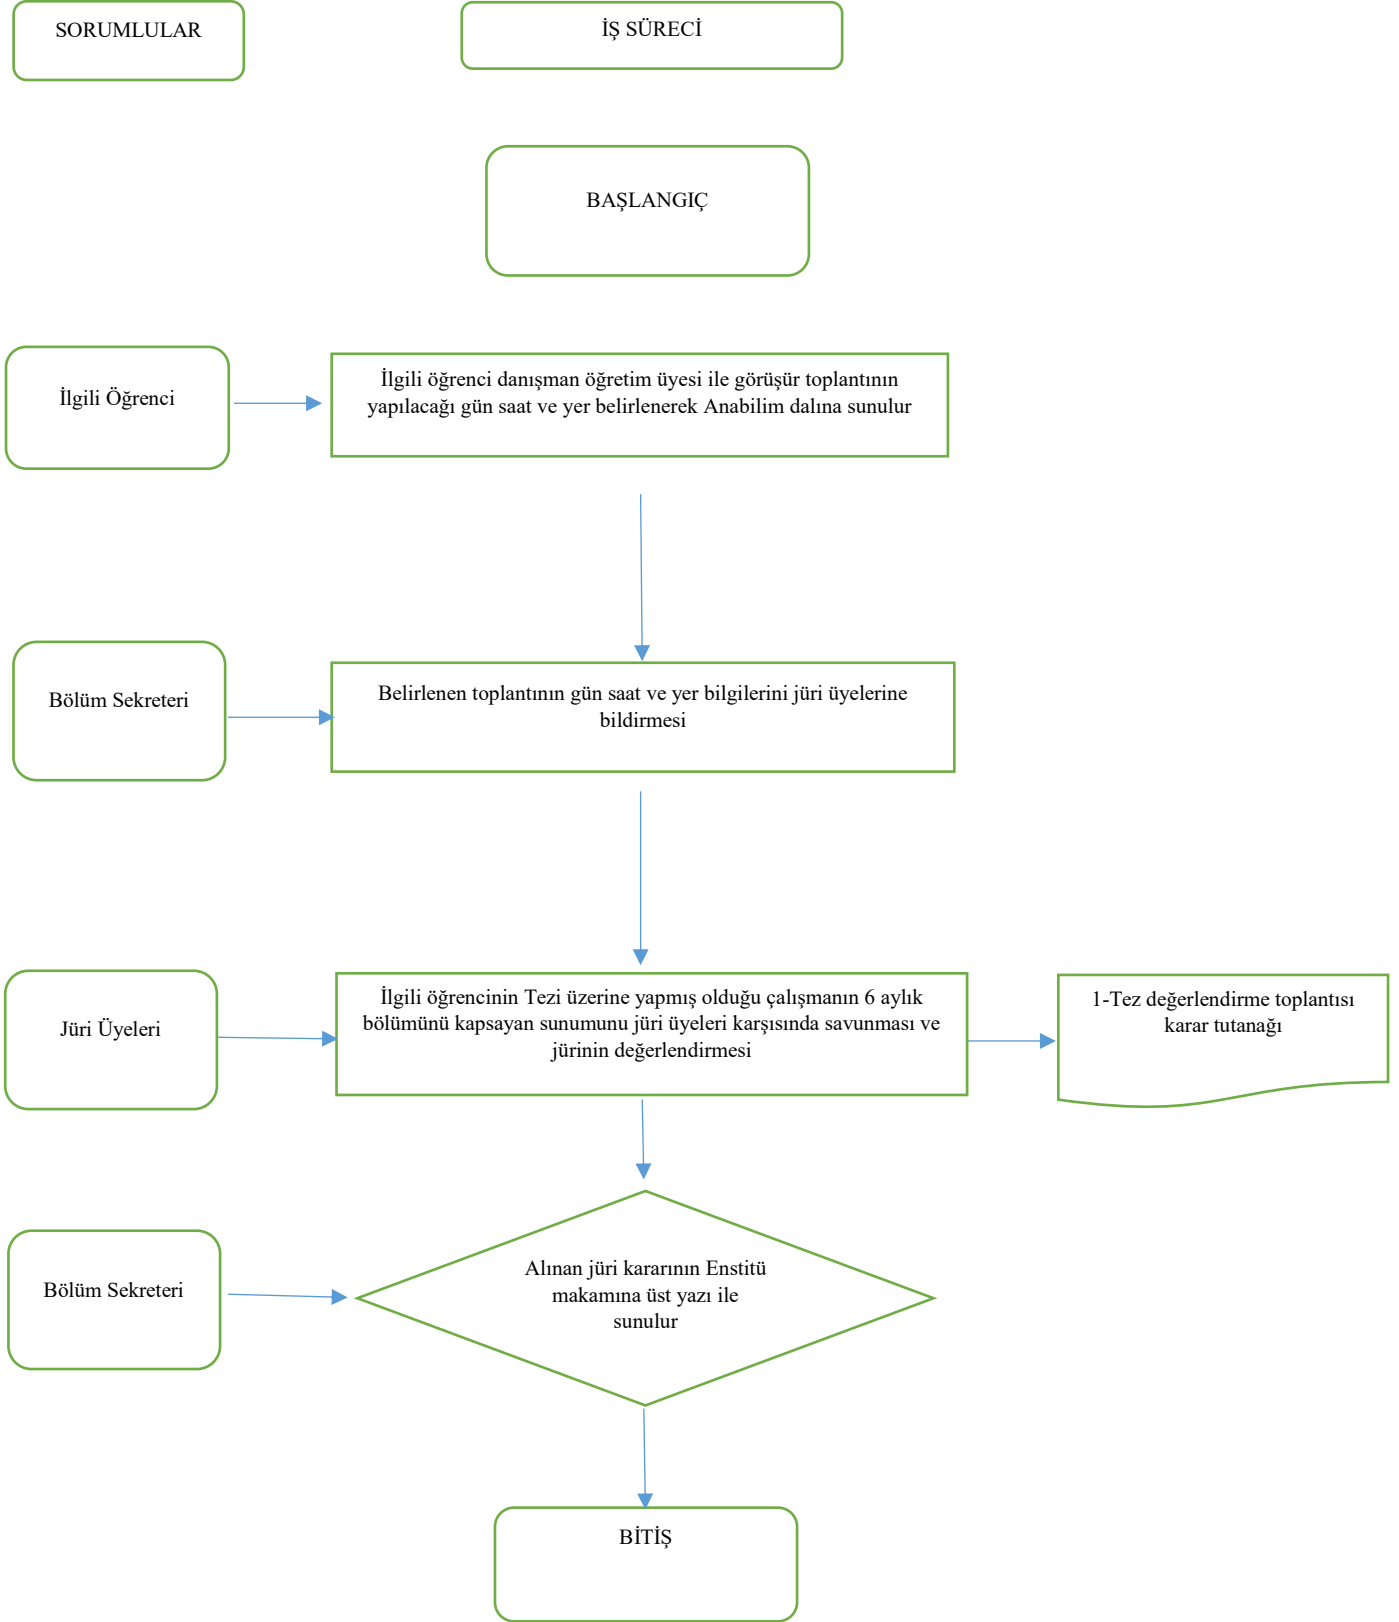 SORUMLULAR
İŞ SÜRECİ
BAŞLANGIÇ
İlgili Öğrenci
İlgili öğrenci danışman öğretim üyesi ile görüşür toplantının
yapılacağı gün saat ve yer belirlenerek Anabilim dalına sunulur
Bölüm Sekreteri
Belirlenen toplantının gün saat ve yer bilgilerini jüri üyelerine
bildirmesi
Jüri Üyeleri
İlgili öğrencinin Tezi üzerine yapmış olduğu çalışmanın 6 aylık
bölümünü kapsayan sunumunu jüri üyeleri karşısında savunması ve
jürinin değerlendirmesi
1-Tez değerlendirme toplantısı
karar tutanağı
Bölüm Sekreteri
Alınan jüri kararının Enstitü
makamına üst yazı ile
sunulur
BİTİŞ